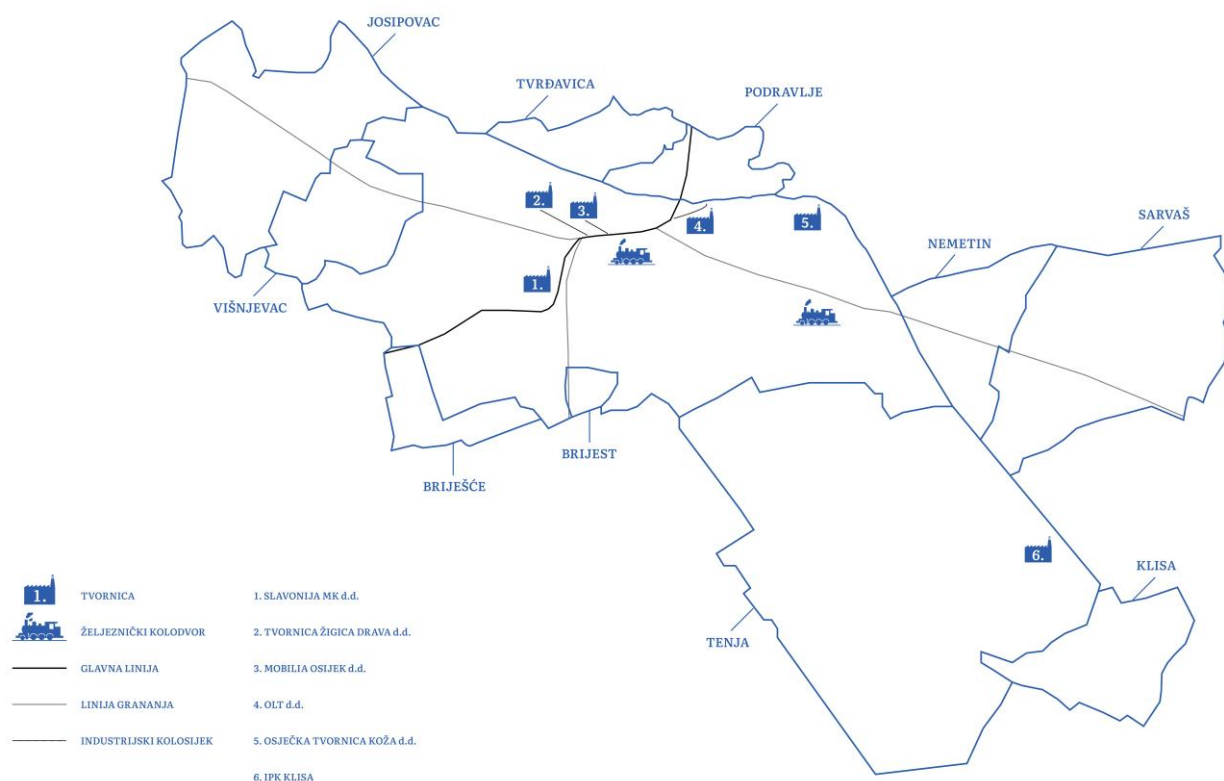 JOSIPOVAC
TVRĐAVICA
PODRAVLJE
2.
3.
4.
5.
SARVAŠ
NEMETIN
1.
VIŠNJEVAC
BRIJEST
BRIJEŠĆE
6.
KLISA
TENJA
1. TVORNICA
ŽELJEZNIČKI KOLODVOR
GLAVNA LINIJA
LINIJA GRANANJA
INDUSTRIJSKI KOLOSIJEK
1. SLAVONIJA MK d.d.
2. TVORNICA ŽIGICA DRAVA d.d.
3. MOBILIA OSIJEK d.d.
4. OLT d.d.
5. OSJEČKA TVORNICA KOŽA d.d.
6. IPK KLISA